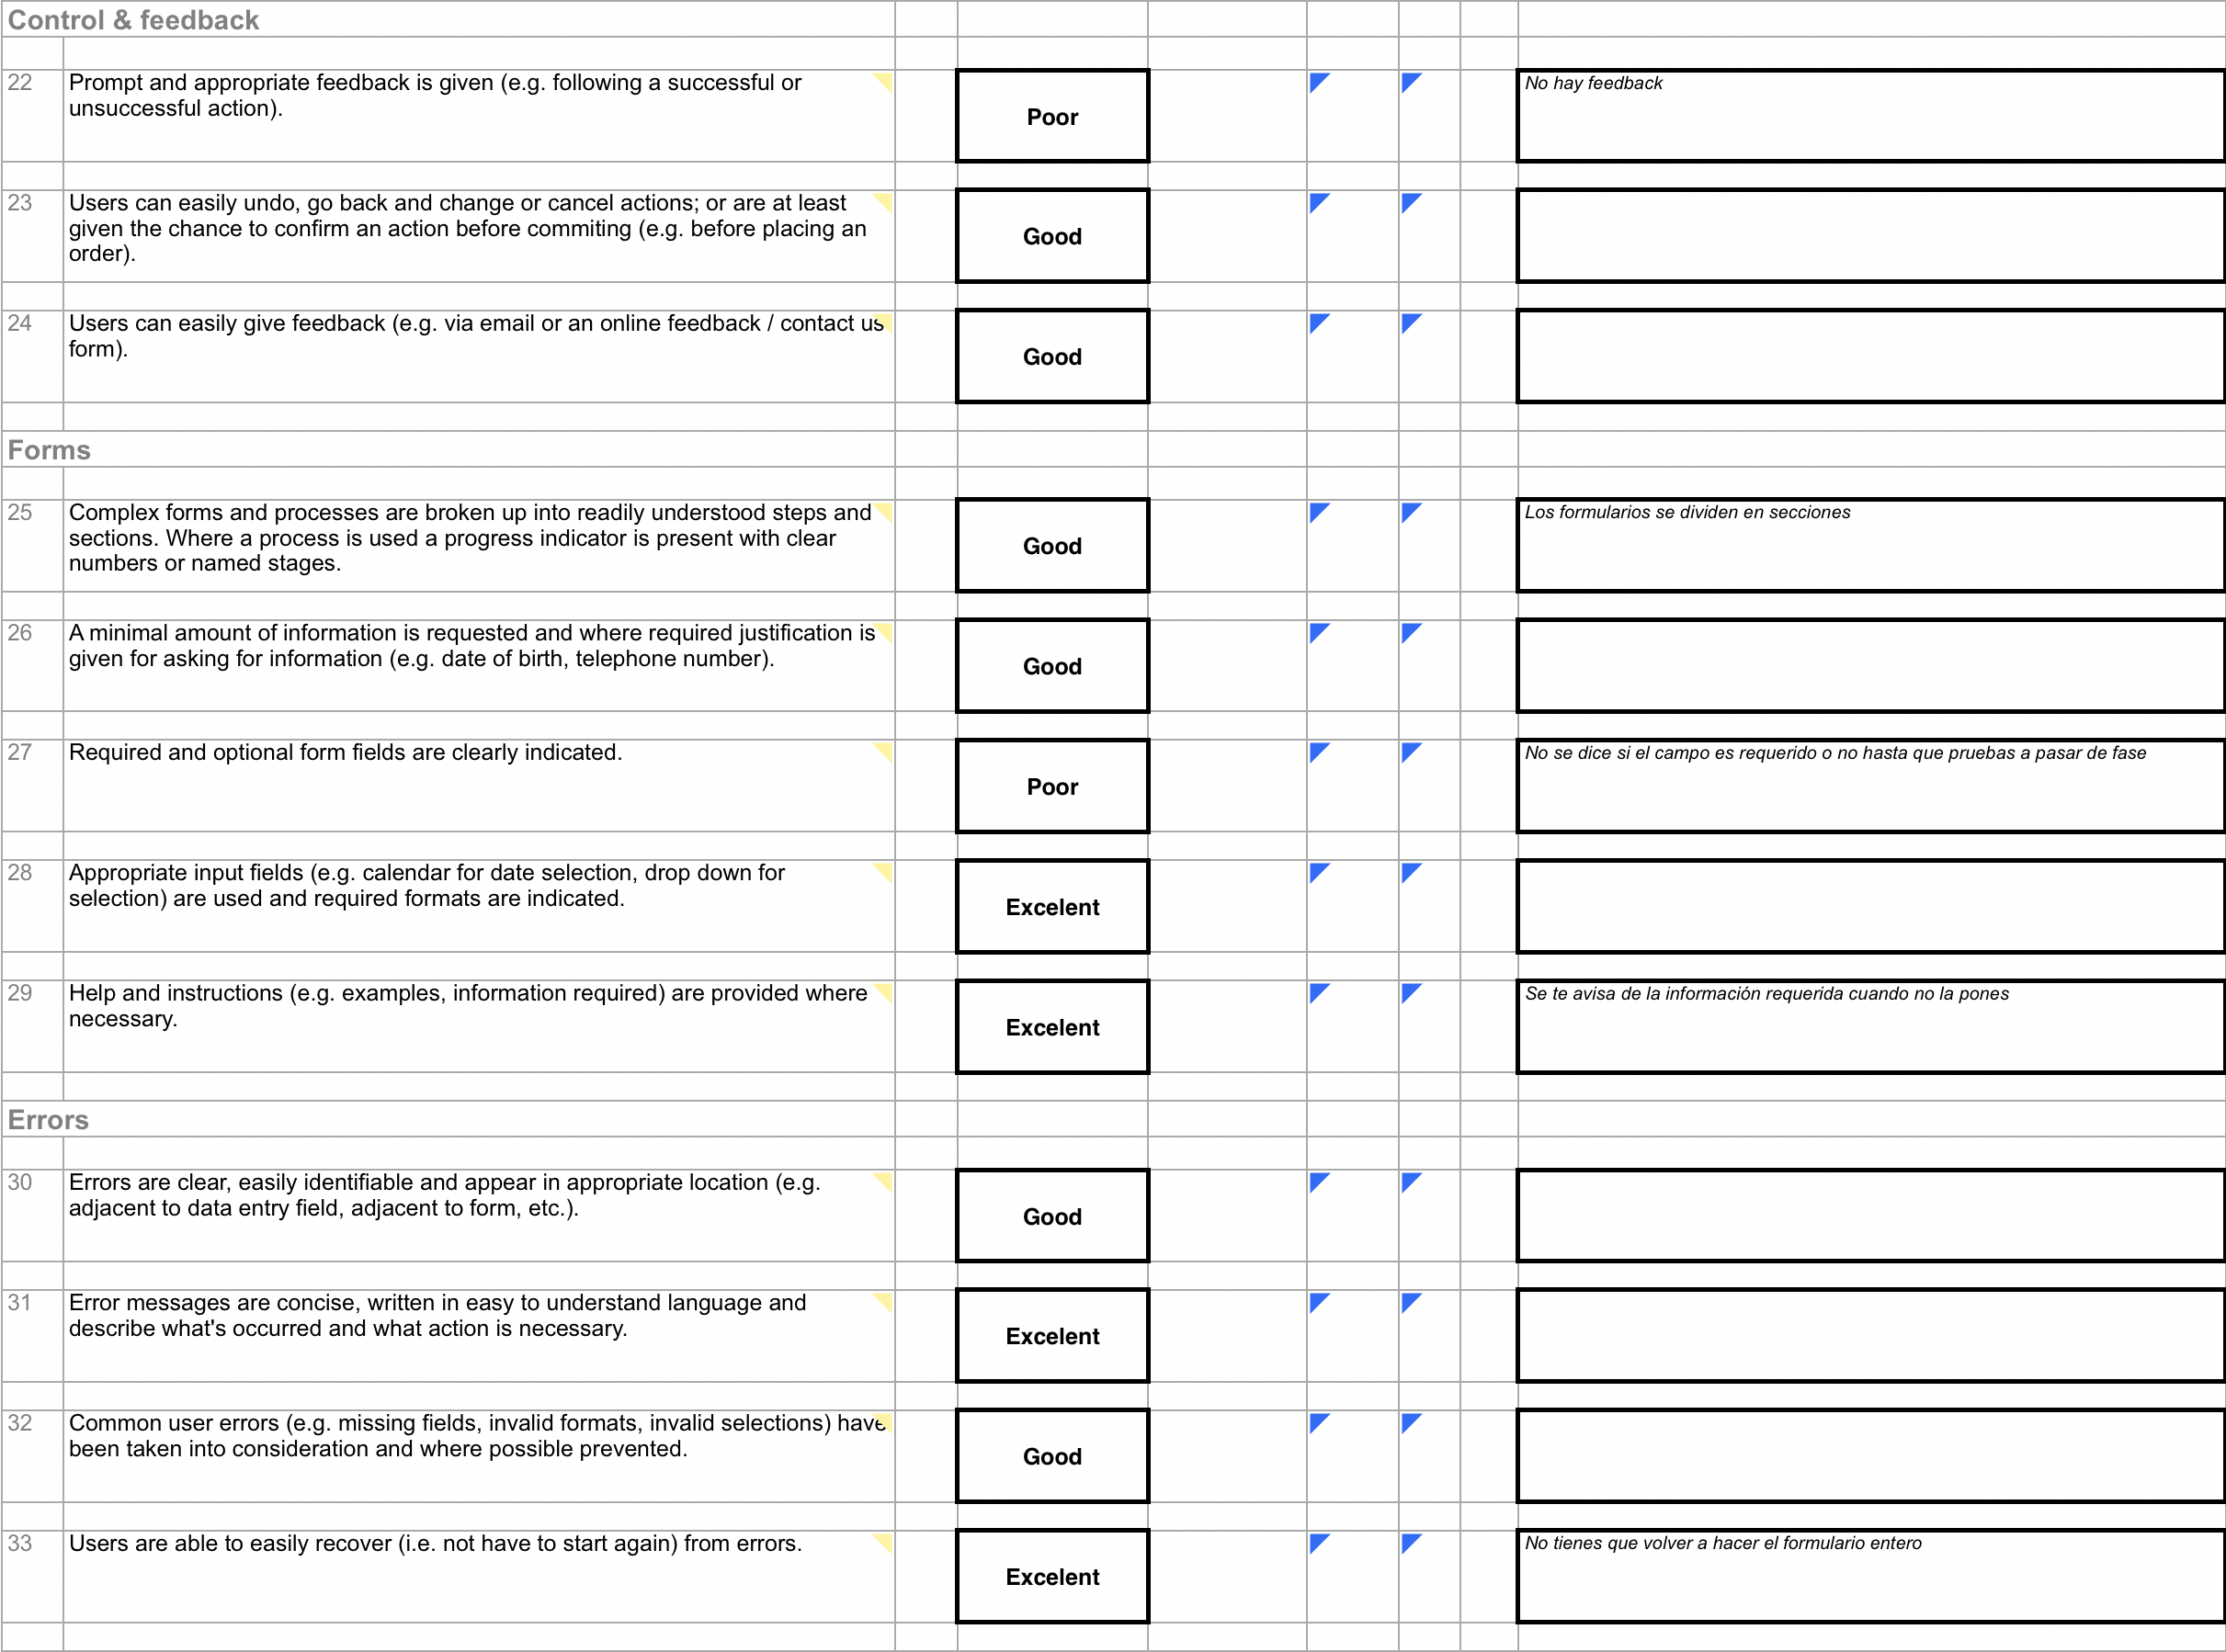 Control & feedback
22
Prompt and appropriate feedback is given (e.g. following a successful or
unsuccessful action).
Poor
No hay feedback
23
Users can easily undo, go back and change or cancel actions; or are at least
given the chance to confirm an action before commiting (e.g. before placing an
order).
Good
24
Users can easily give feedback (e.g. via email or an online feedback / contact us
form).
Good
Forms
25
Complex forms and processes are broken up into readily understood steps and
sections. Where a process is used a progress indicator is present with clear
numbers or named stages.
Good
Los formularios se dividen en secciones
26
A minimal amount of information is requested and where required justification is
given for asking for information (e.g. date of birth, telephone number).
Good
27
Required and optional form fields are clearly indicated.
Poor
No se dice si el campo es requerido o no hasta que pruebas a pasar de fase
28
Appropriate input fields (e.g. calendar for date selection, drop down for
selection) are used and required formats are indicated.
Excelent
29
Help and instructions (e.g. examples, information required) are provided where
necessary.
Excelent
Se te avisa de la información requerida cuando no la pones
Errors
30
Errors are clear, easily identifiable and appear in appropriate location (e.g.
adjacent to data entry field, adjacent to form, etc.).
Good
31
Error messages are concise, written in easy to understand language and
describe what's occurred and what action is necessary.
Excelent
32
Common user errors (e.g. missing fields, invalid formats, invalid selections) have
been taken into consideration and where possible prevented.
Good
33
Users are able to easily recover (i.e. not have to start again) from errors.
Excelent
No tienes que volver a hacer el formulario entero